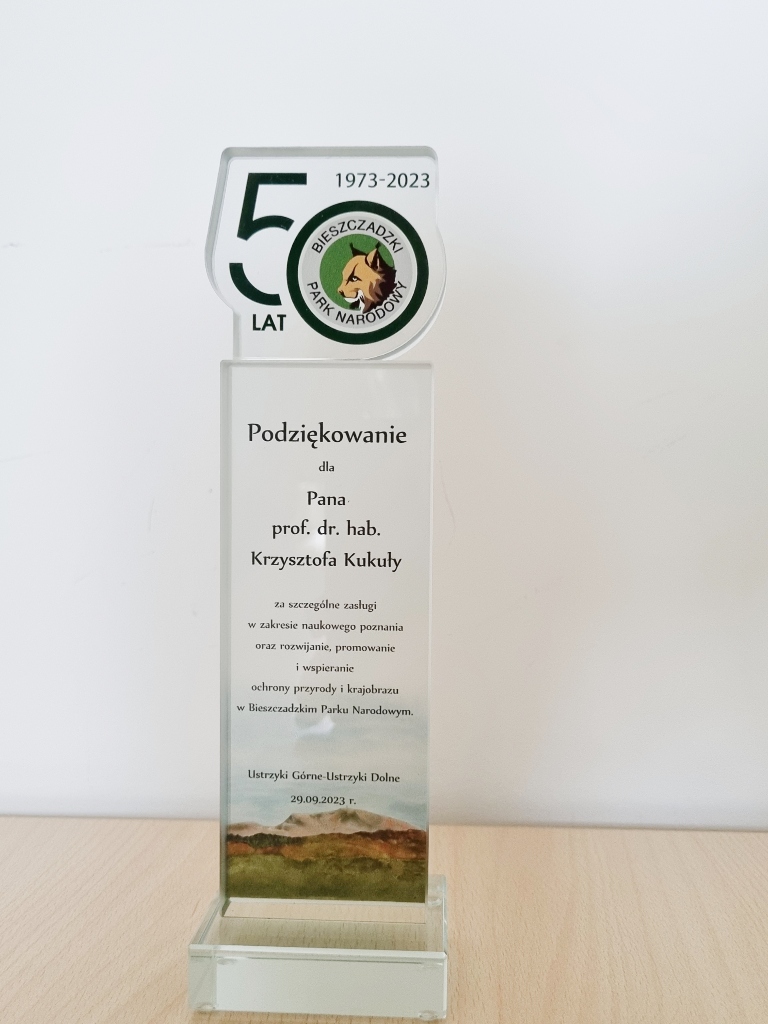 50
1973-2023
LAT
BIESZCZADZKI
PARK NARODOWY
Podziękowanie
dla
Pana
prof. dr. hab.
Krzysztofa Kukuły
za szczególne zasługi
w zakresie naukowego poznania
oraz rozwijanie, promowanie
i wspieranie
ochrony przyrody i krajobrazu
w Bieszczadzkim Parku Narodowym.
Ustrzyki Górne-Ustrzyki Dolne
29.09.2023 r.